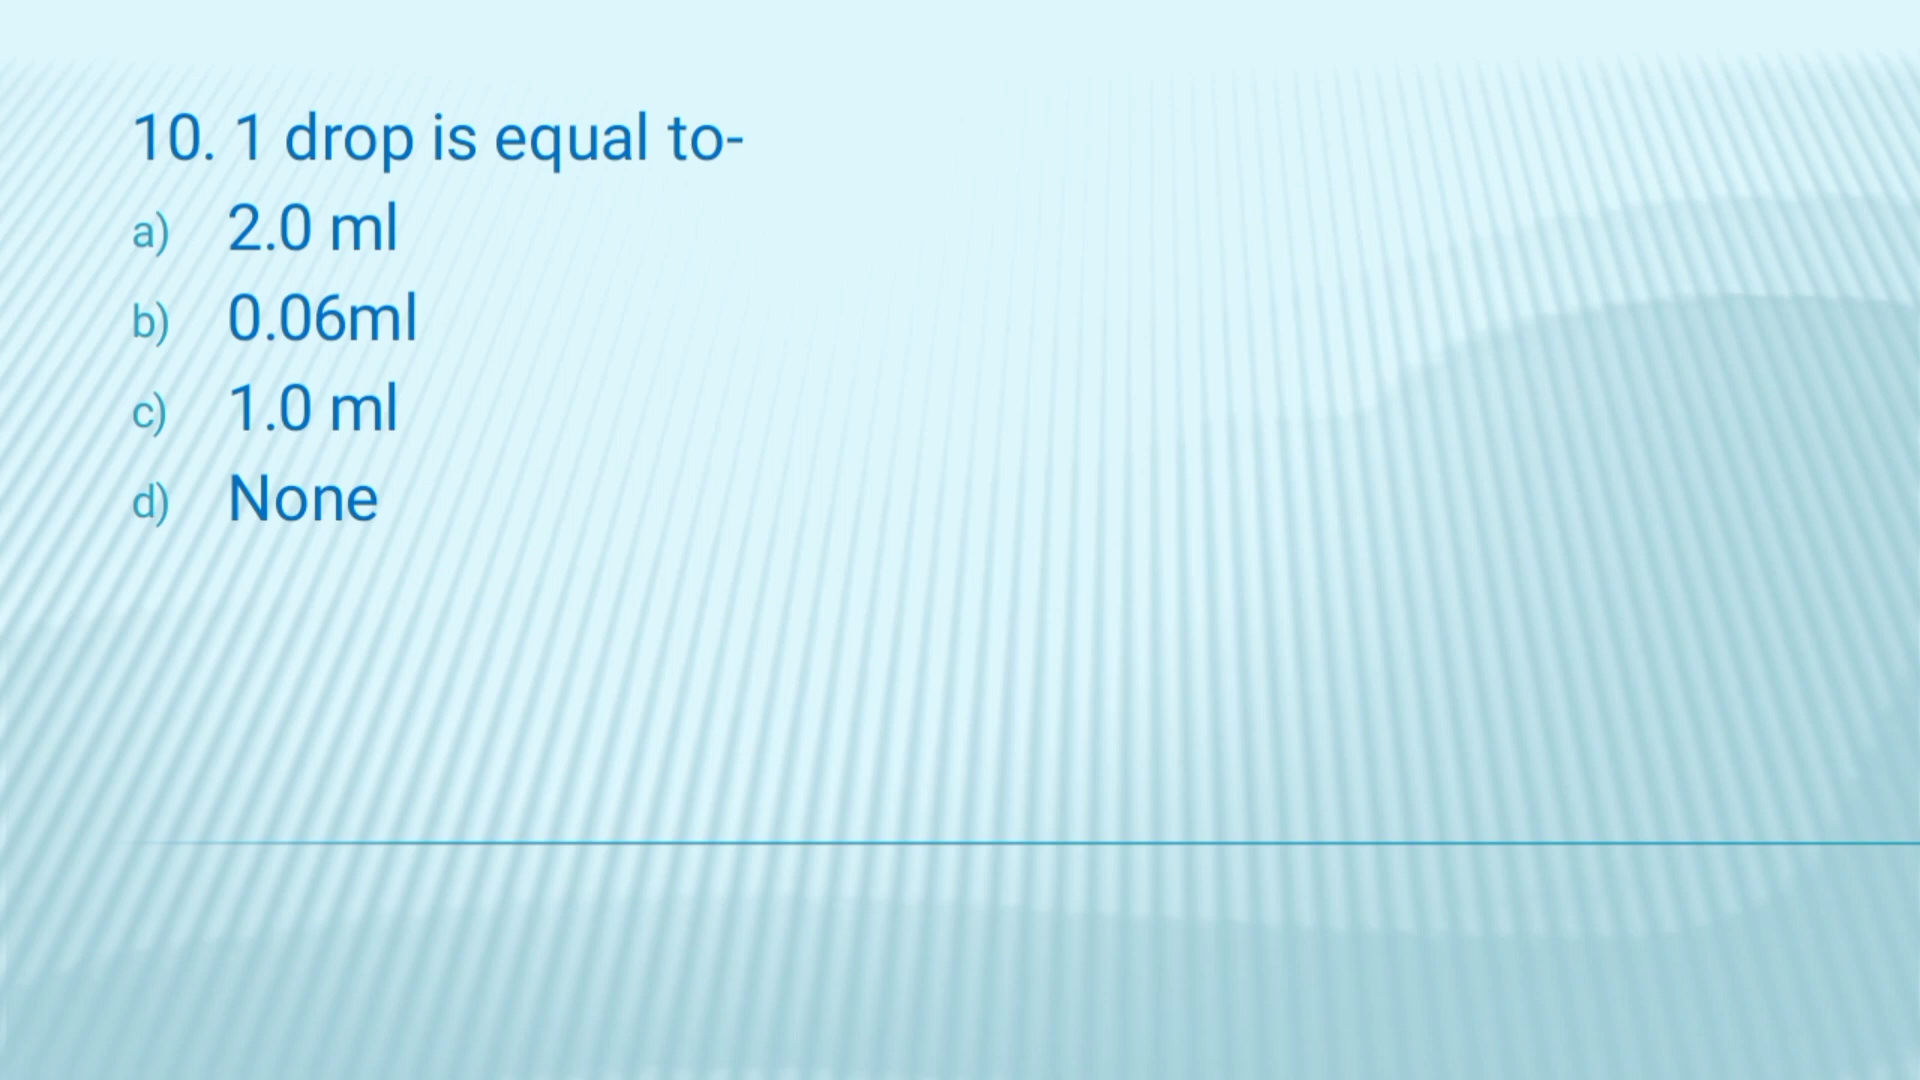 10. 1 drop is equal to-
a) 2.0 ml
b) 0.06ml
c) 1.0 ml
d) None